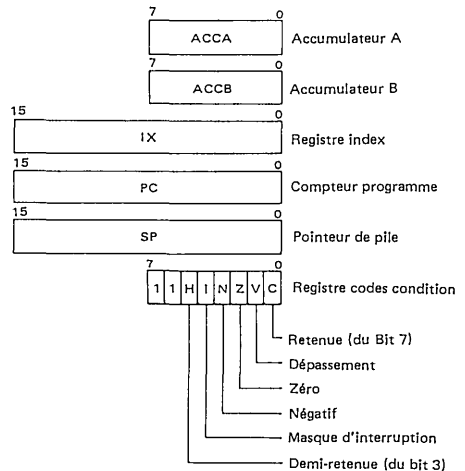 7 0
ACCA Accumulateur A
7 0
ACCB Accumulateur B
15 0
IX Registre index
15 0
PC Compteur programme
15 0
SP Pointeur de pile
7 0
1 1 H I N Z V C Registre codes condition
Retenue (du Bit 7)
Dépassement
Zéro
Négatif
Masque d'interruption
Demi-retenue (du bit 3)